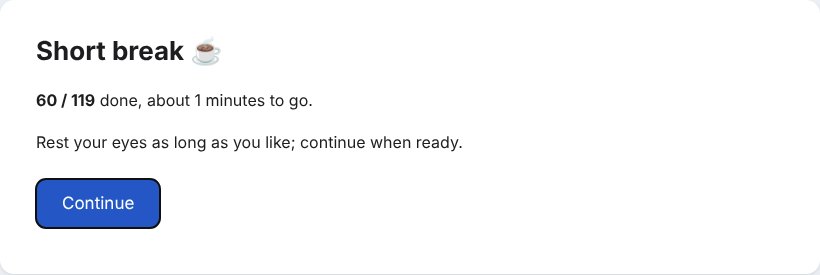 Short break ☕
60 / 119 done, about 1 minutes to go.
Rest your eyes as long as you like; continue when ready.
Continue